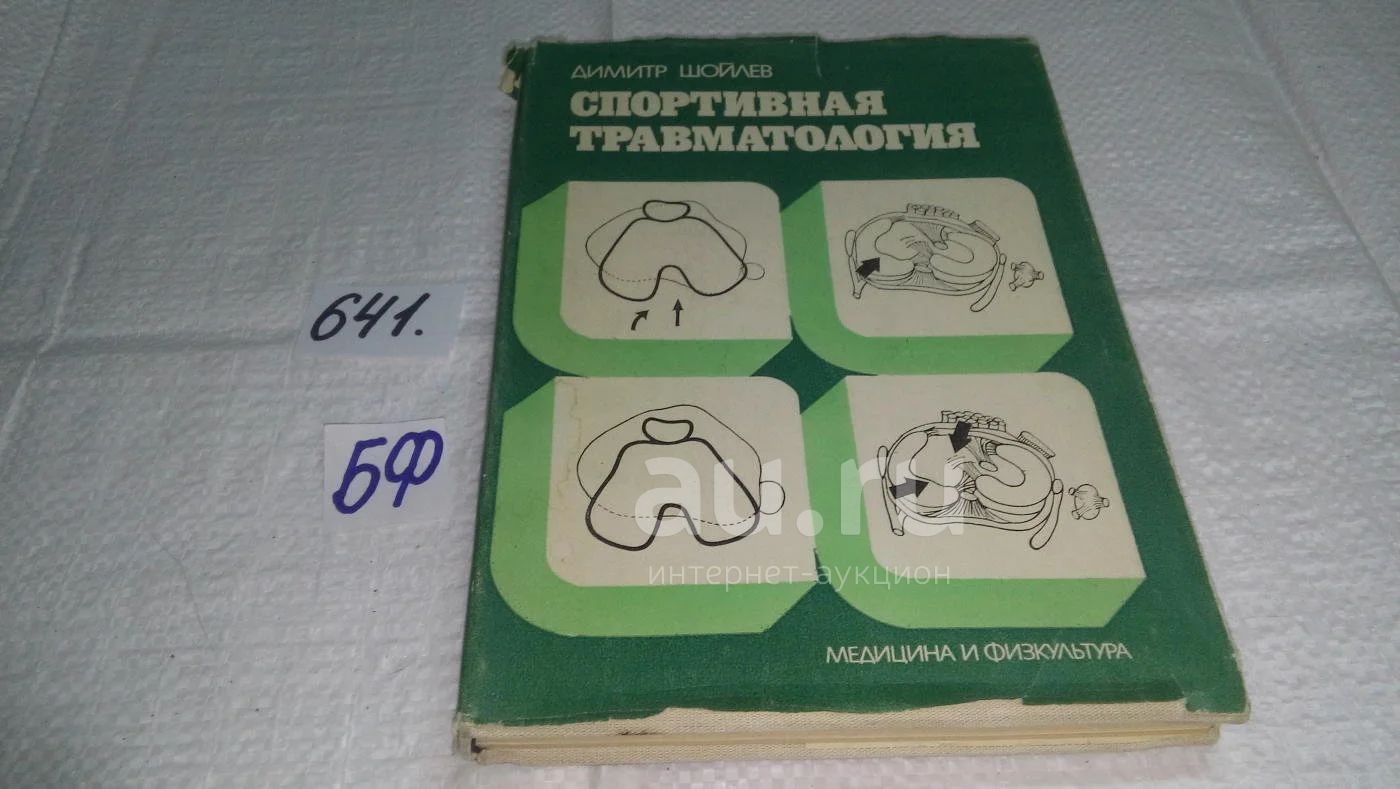 ДИМИТР ШОЙЛЕВ
СПОРТИВНАЯ
ТРАВМАТОЛОГИЯ
641.
БФ
au.ru
интернет-аукцион
МЕДИЦИНА И ФИЗКУЛЬТУРА